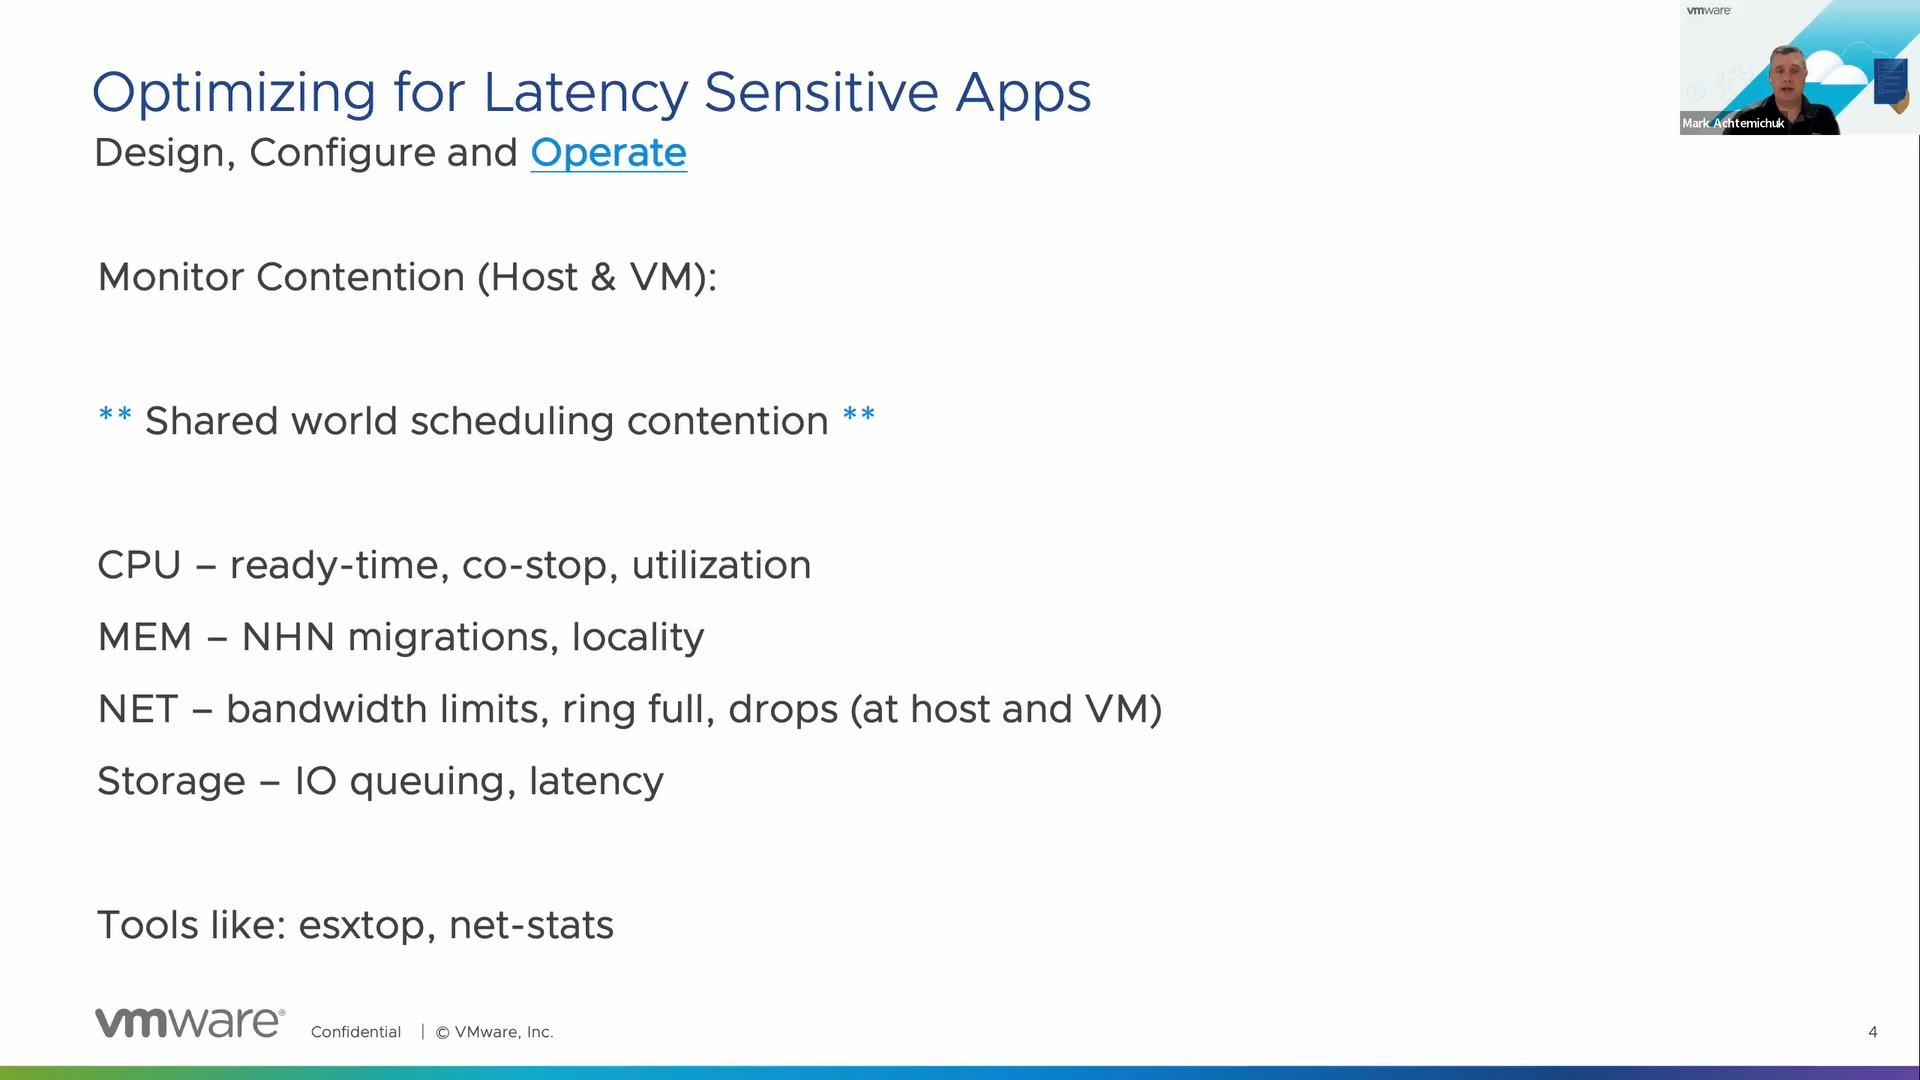 vmware
Mark Achtemichuk
Optimizing for Latency Sensitive Apps
Design, Configure and Operate
Monitor Contention (Host & VM):
** Shared world scheduling contention **
CPU – ready-time, co-stop, utilization
MEM – NHN migrations, locality
NET – bandwidth limits, ring full, drops (at host and VM)
Storage – IO queuing, latency
Tools like: esxtop, net-stats
vmware® Confidential | © VMware, Inc. 4